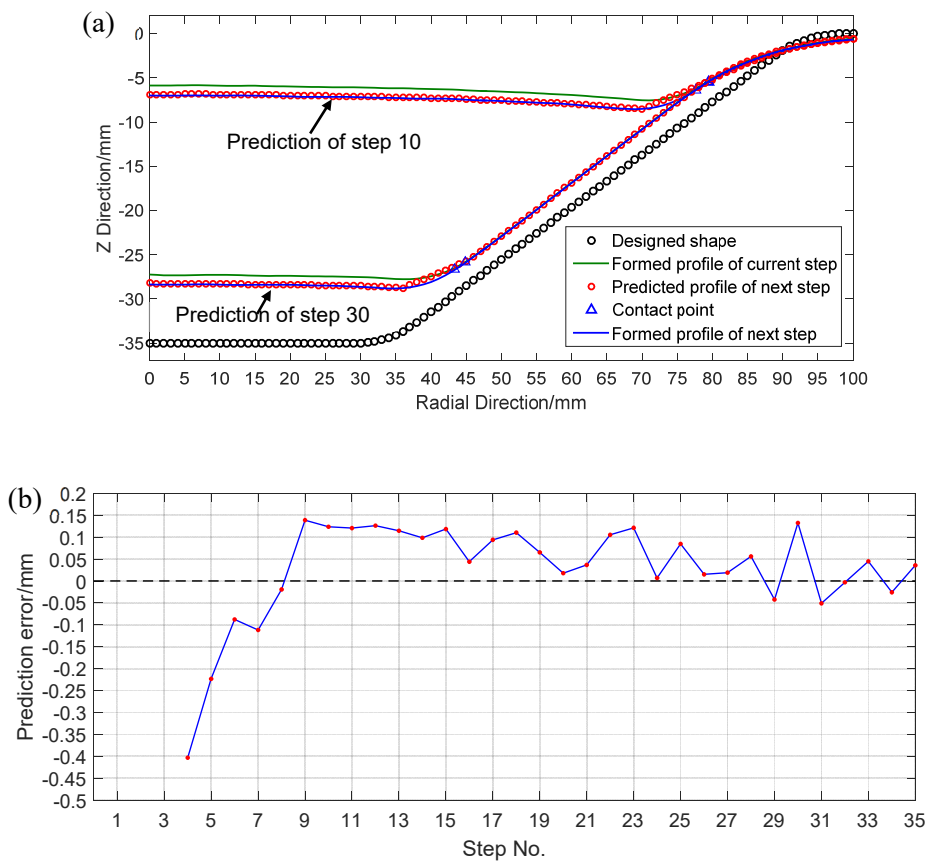 (a)
Z Direction/mm
0
-5
-10
-15
-20
-25
-30
-35
Prediction of step 10
Prediction of step 30
Designed shape
Formed profile of current step
Predicted profile of next step
Contact point
Formed profile of next step
0 5 10 15 20 25 30 35 40 45 50 55 60 65 70 75 80 85 90 95 100
Radial Direction/mm
(b)
Prediction error/mm
0.2
0.15
0.1
0.05
0
-0.05
-0.1
-0.15
-0.2
-0.25
-0.3
-0.35
-0.4
-0.45
-0.5
1 3 5 7 9 11 13 15 17 19 21 23 25 27 29 31 33 35
Step No.